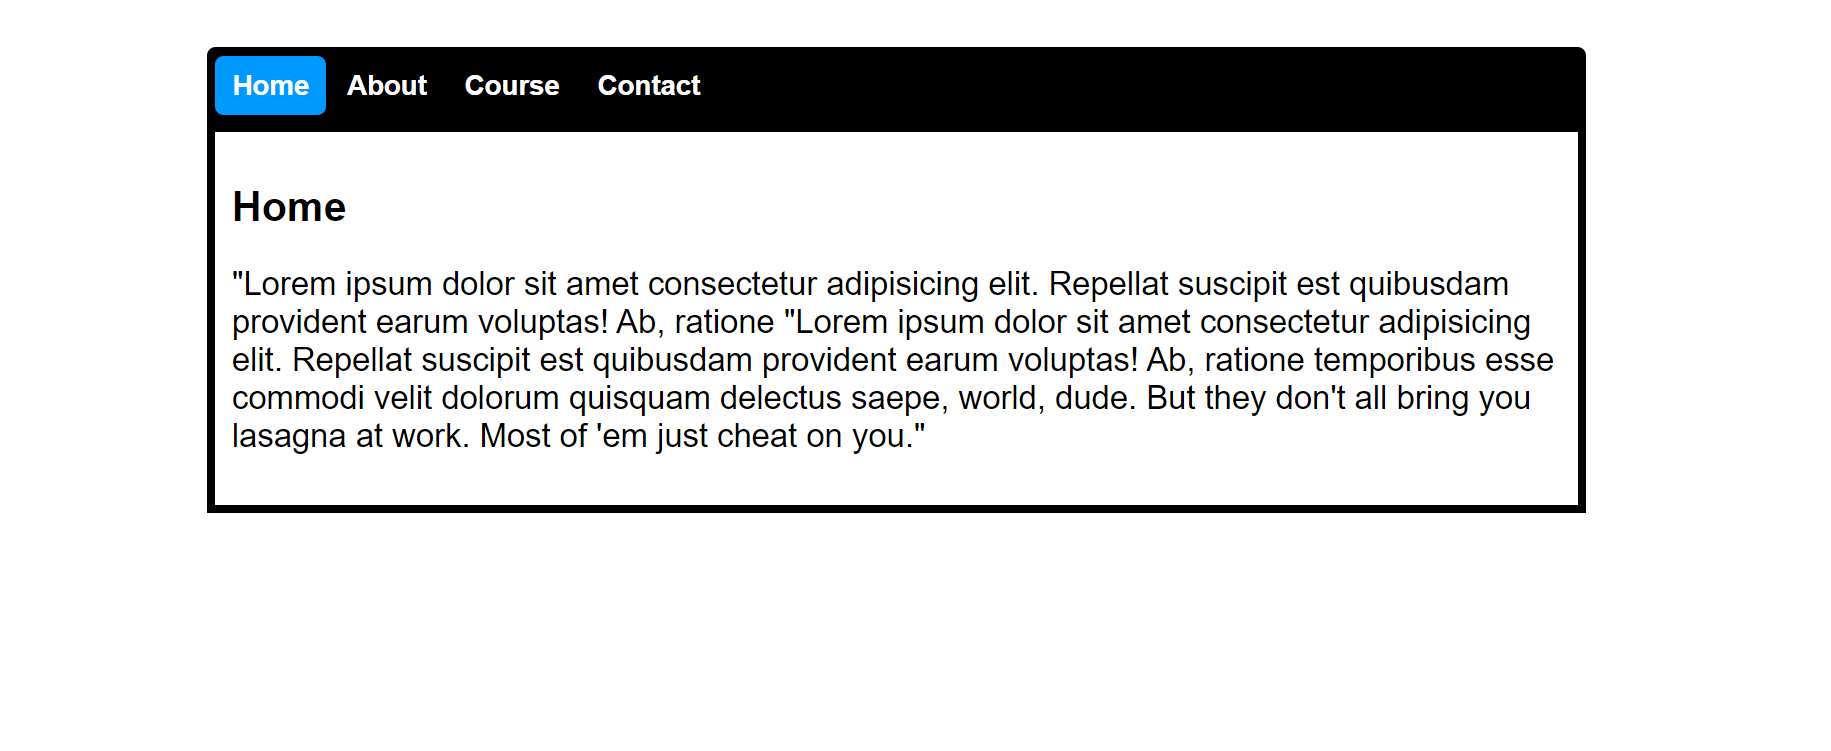 Home About Course Contact
Home
"Lorem ipsum dolor sit amet consectetur adipisicing elit. Repellat suscipit est quibusdam
provident earum voluptas! Ab, ratione "Lorem ipsum dolor sit amet consectetur adipisicing
elit. Repellat suscipit est quibusdam provident earum voluptas! Ab, ratione temporibus esse
commodi velit dolorum quisquam delectus saepe, world, dude. But they don't all bring you
lasagna at work. Most of 'em just cheat on you."